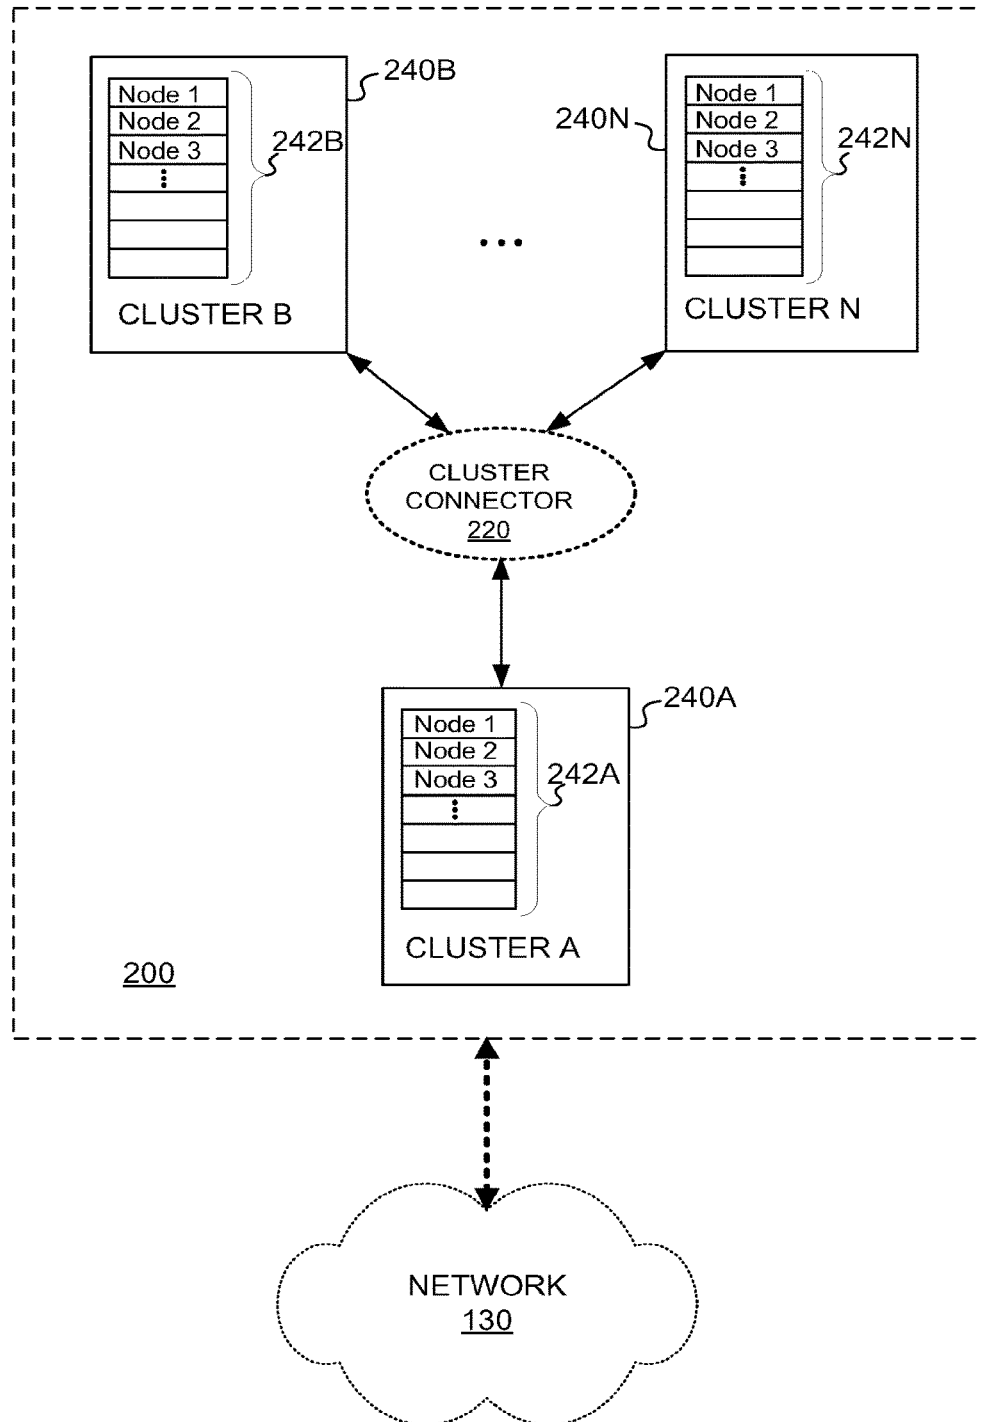 240B
Node 1
Node 2
Node 3
242B
CLUSTER B
240N
Node 1
Node 2
Node 3
242N
CLUSTER N
...
CLUSTER
CONNECTOR
220
240A
Node 1
Node 2
Node 3
242A
CLUSTER A
200
NETWORK
130